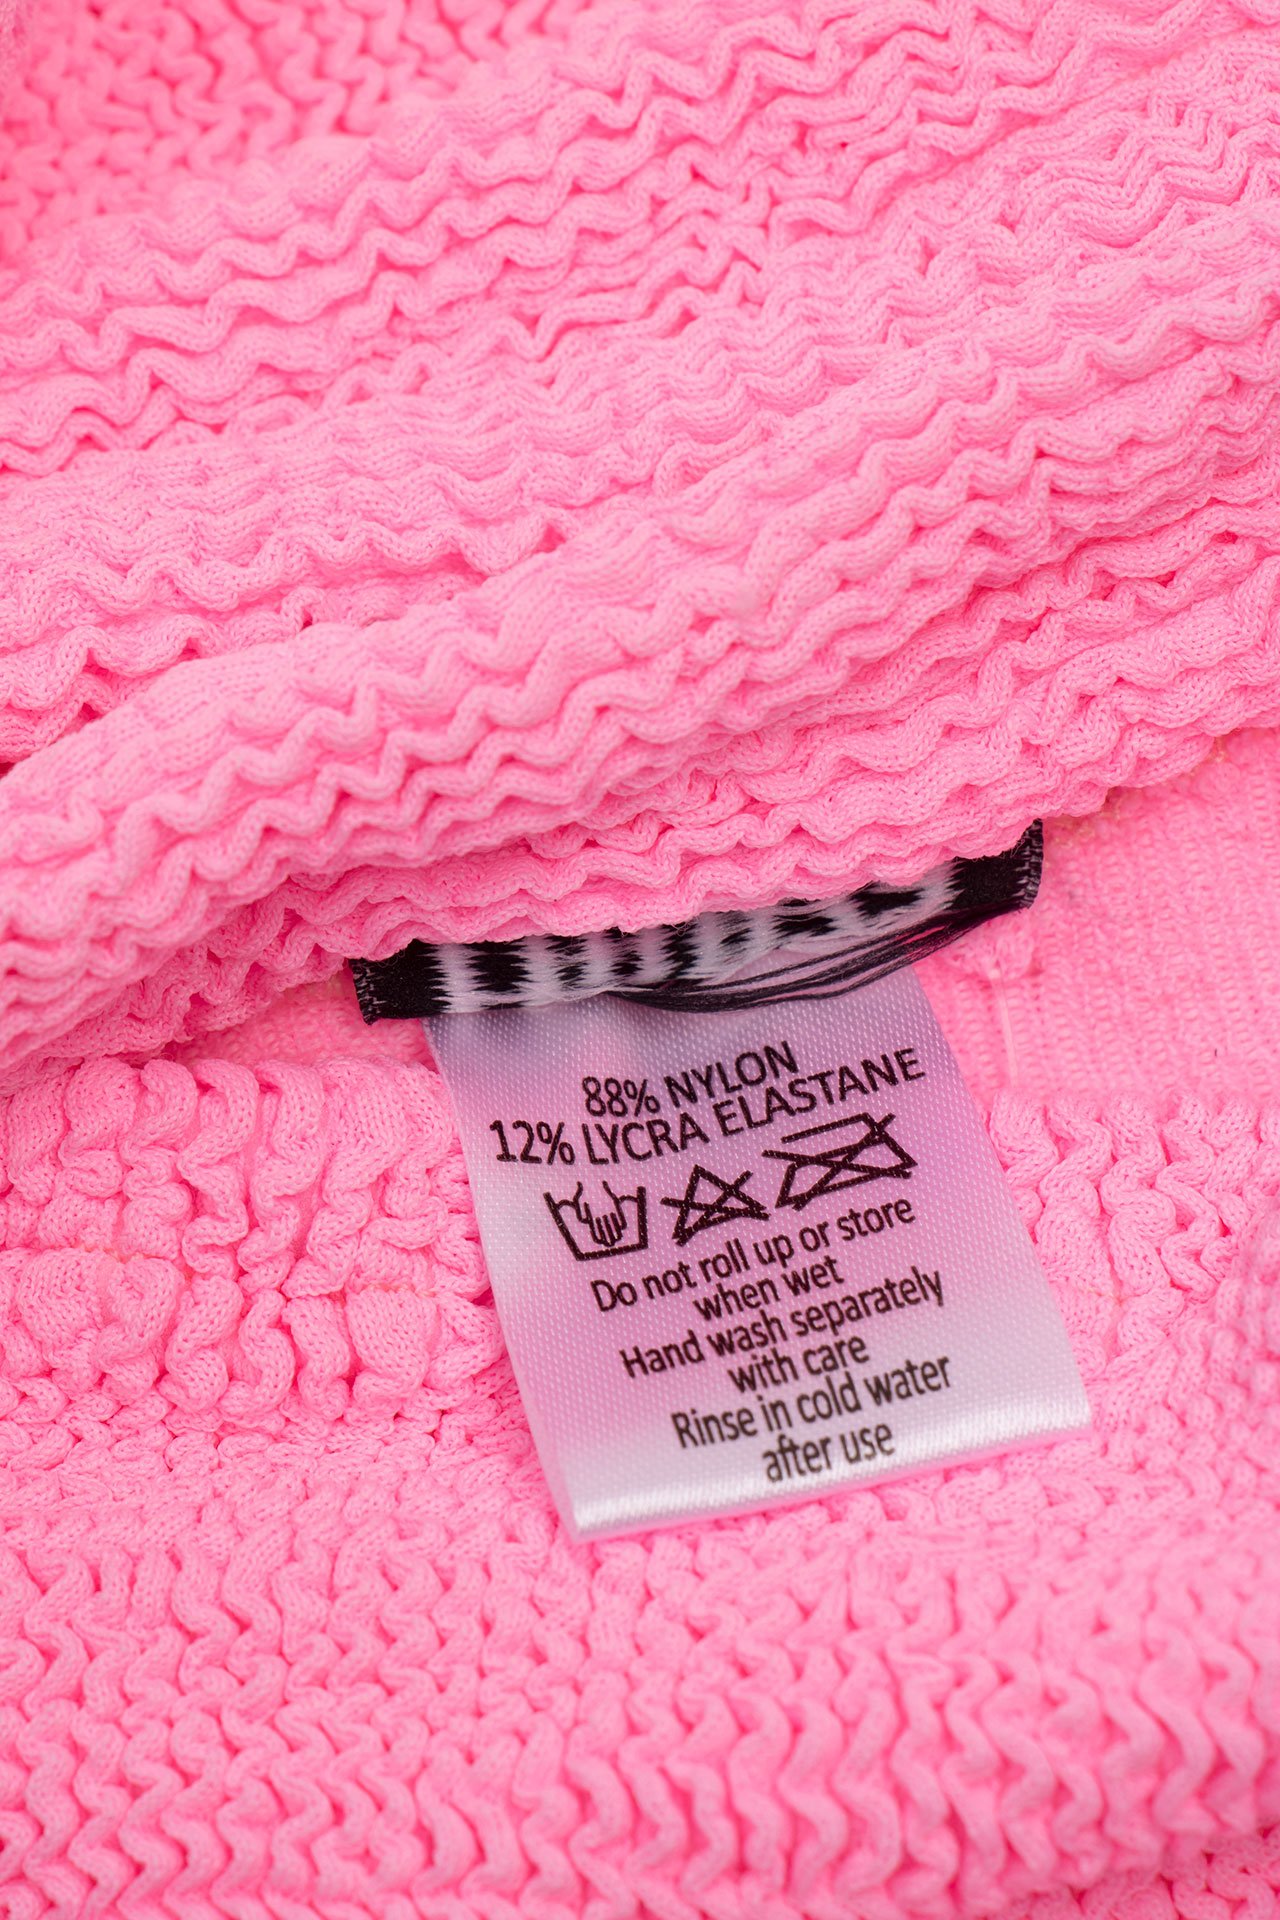 88% NYLON
12% LYCRA ELASTANE
Do not roll up or store
when wet
Hand wash separately
with care
Rinse in cold water
after use